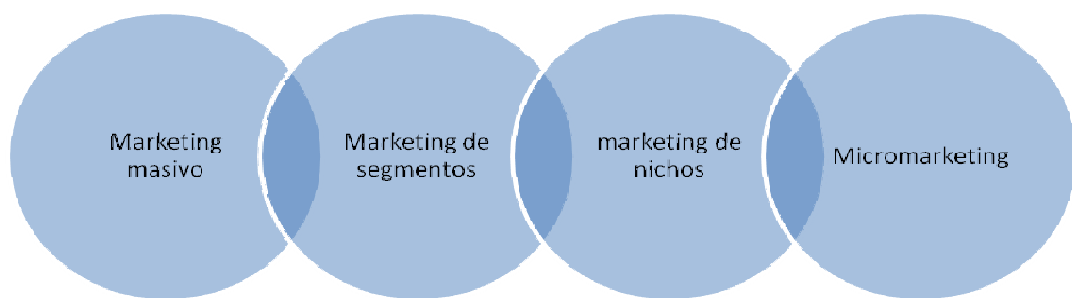 Marketing
masivo
Marketing de
segmentos
marketing de
nichos
Micromarketing